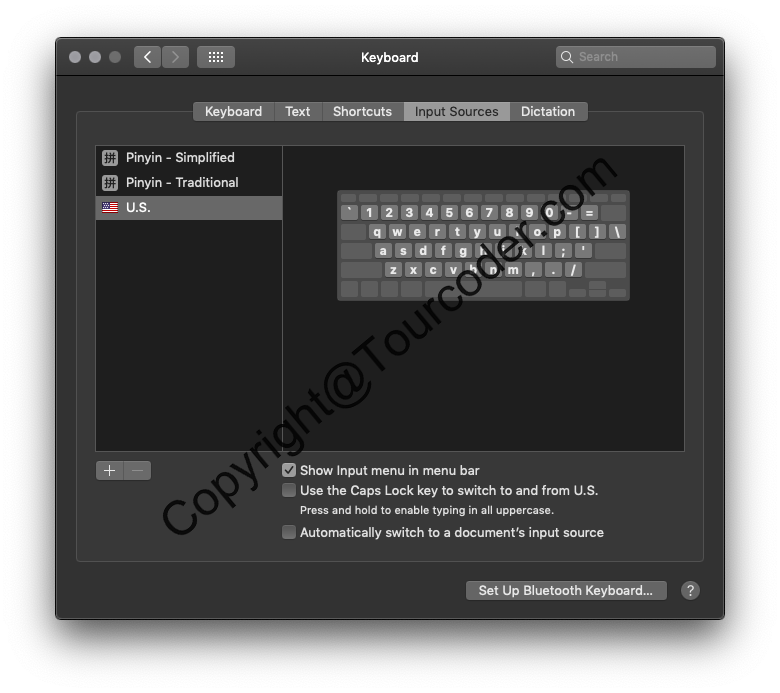 Keyboard
Search
Keyboard Text Shortcuts Input Sources Dictation
拼 Pinyin - Simplified
拼 Pinyin - Traditional
U.S.
` 1 2 3 4 5 6 7 8 9 0 - =
q w e r t y u i o p [ ] \
a s d f g h j k l ; '
z x c v b n m , . /
Copyright@Tourcoder.com
+ −
Show Input menu in menu bar
Use the Caps Lock key to switch to and from U.S.
Press and hold to enable typing in all uppercase.
Automatically switch to a document's input source
Set Up Bluetooth Keyboard... ?